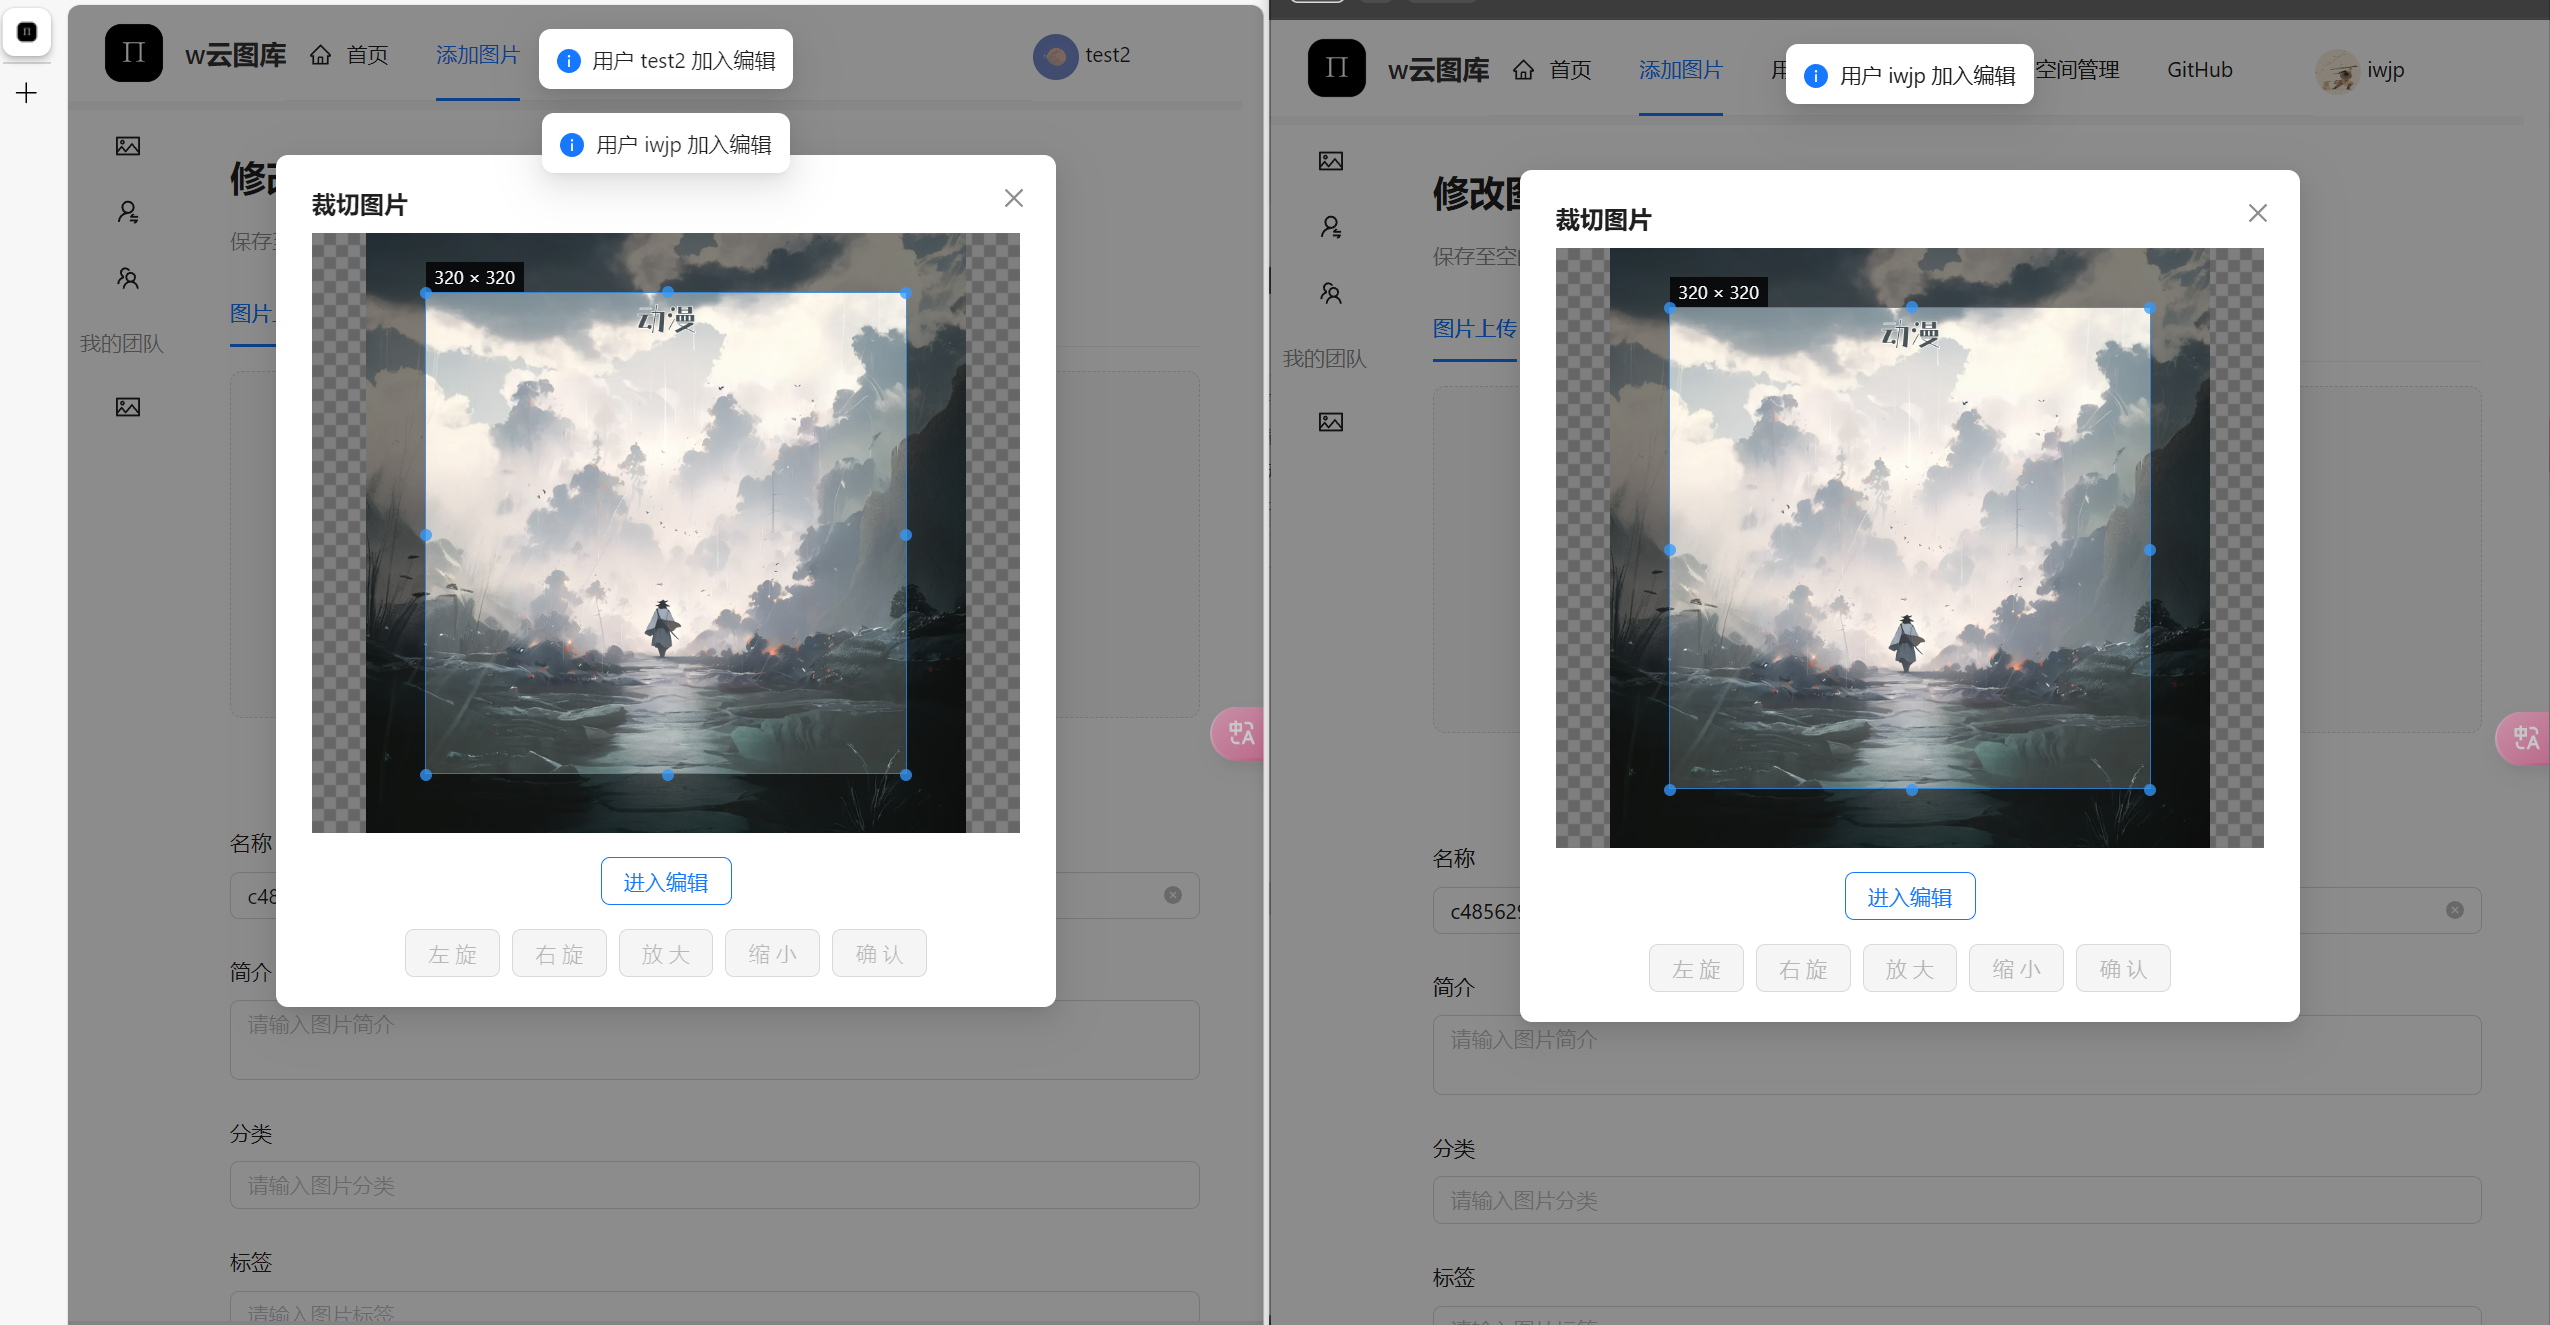 Π
w云图库
首页
添加图片
用户 test2 加入编辑
test2
用户 iwjp 加入编辑
裁切图片
保存
320 × 320
动漫
图片
我的团队
进入编辑
名称
c48
左 旋
右 旋
放 大
缩 小
确 认
简介
请输入图片简介
分类
请输入图片分类
标签
请输入图片标签
Π
w云图库
首页
添加图片
用户 iwjp 加入编辑
空间管理
GitHub
iwjp
修改
裁切图片
保存至空
320 × 320
动漫
图片上传
我的团队
进入编辑
名称
c48562
左 旋
右 旋
放 大
缩 小
确 认
简介
请输入图片简介
分类
请输入图片分类
标签